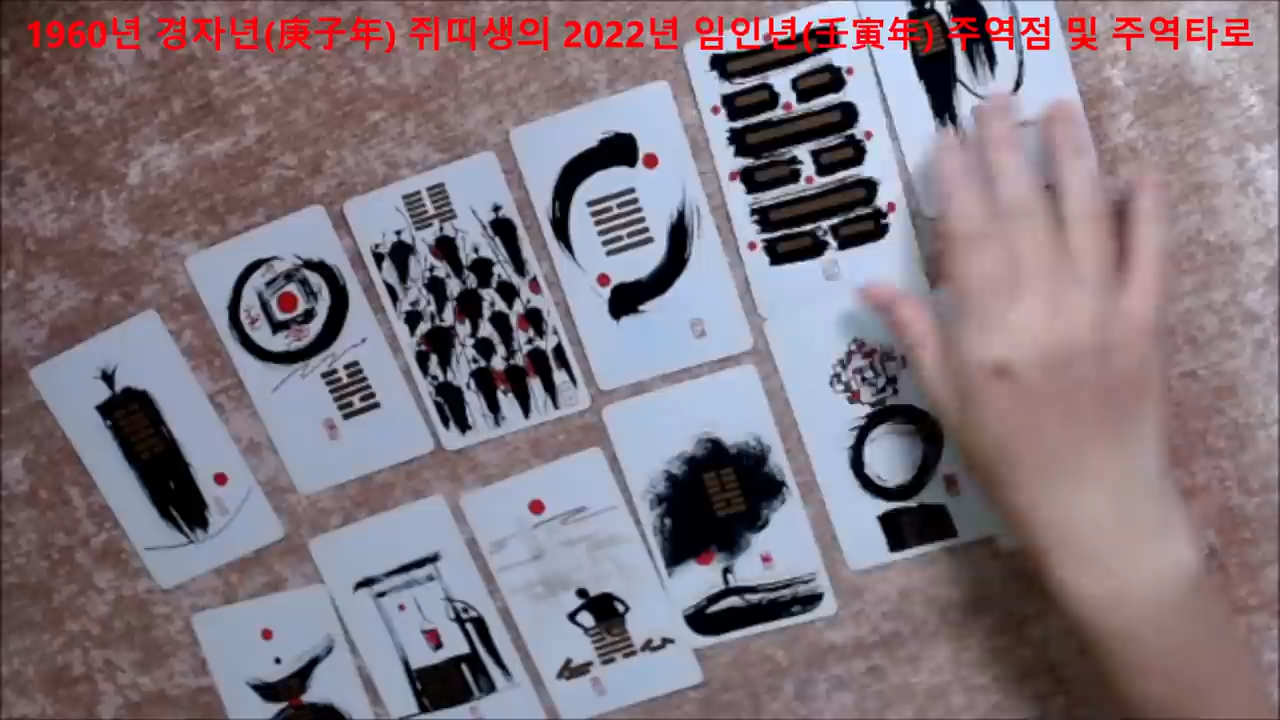 1960년 경자년(庚子年) 쥐띠생의 2022년 임인년(壬寅年) 주역점 및 주역타로